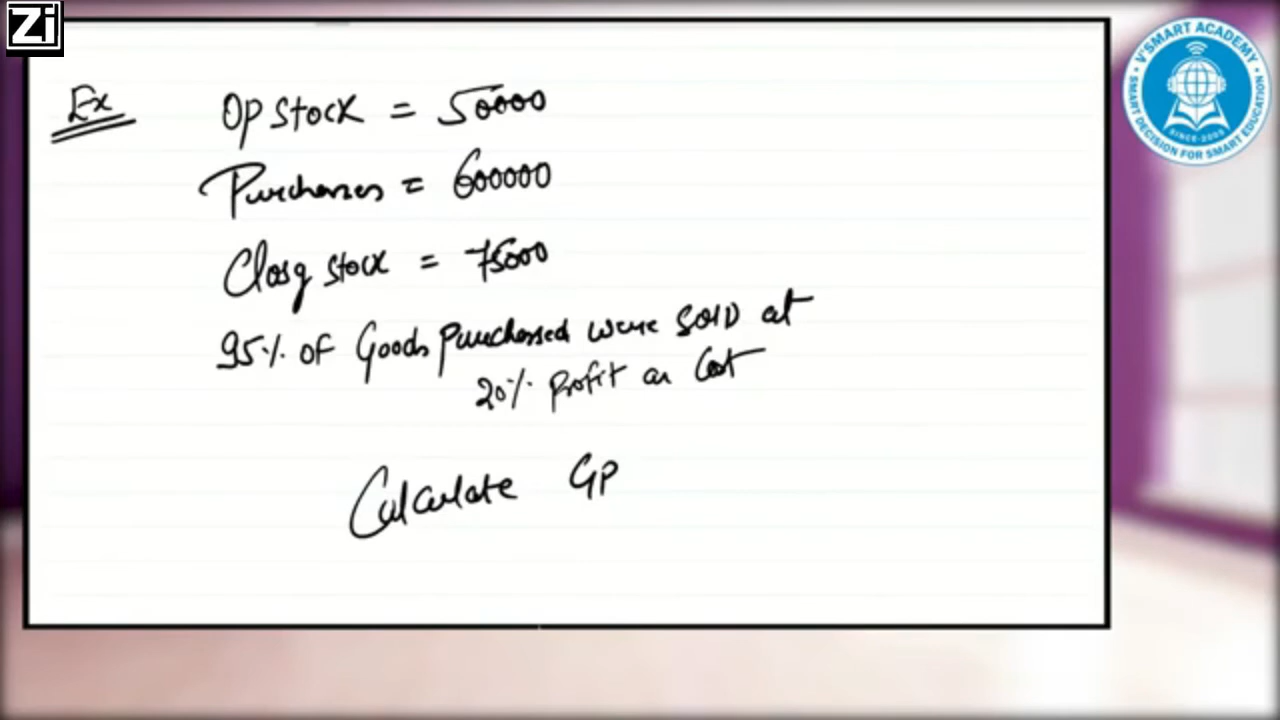 Zi
V'SMART ACADEMY
SINCE-2005
SMART DECISION FOR SMART EDUCATION
Ex
Op stock = 50000
Purchases = 600000
Closg stock = 75000
95% of Goods purchased were sold at
20% profit on Cost
Calculate GP